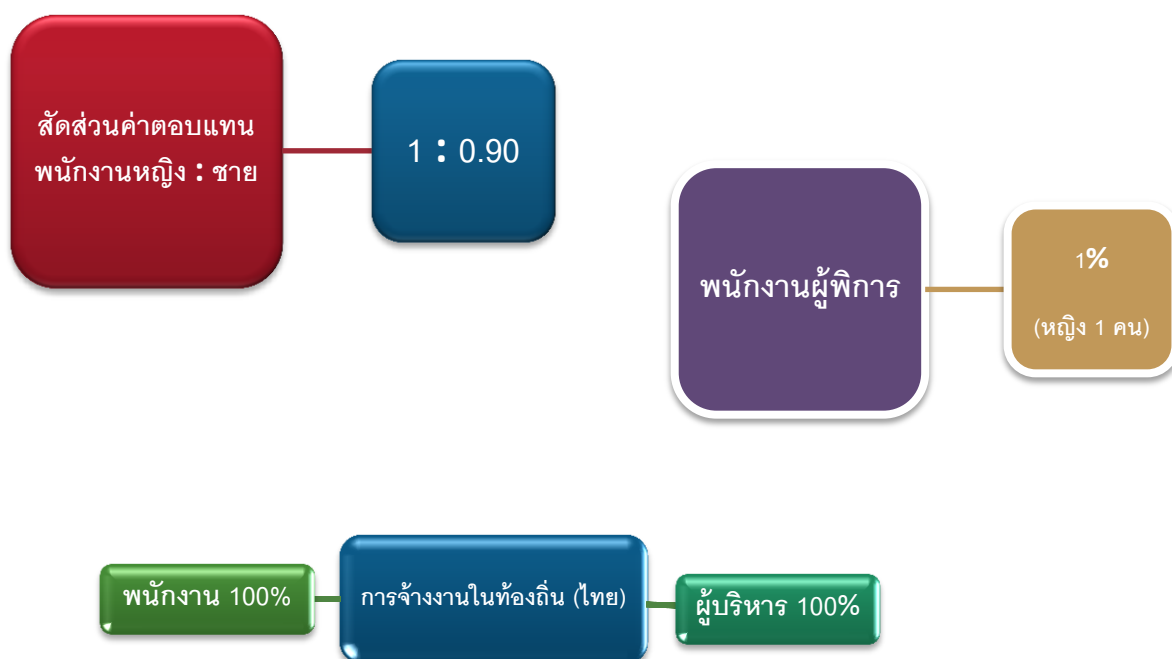 สัดส่วนค่าตอบแทน
พนักงานหญิง : ชาย
1 : 0.90
พนักงานผู้พิการ
1%
(หญิง 1 คน)
พนักงาน 100%
การจ้างงานในท้องถิ่น (ไทย)
ผู้บริหาร 100%